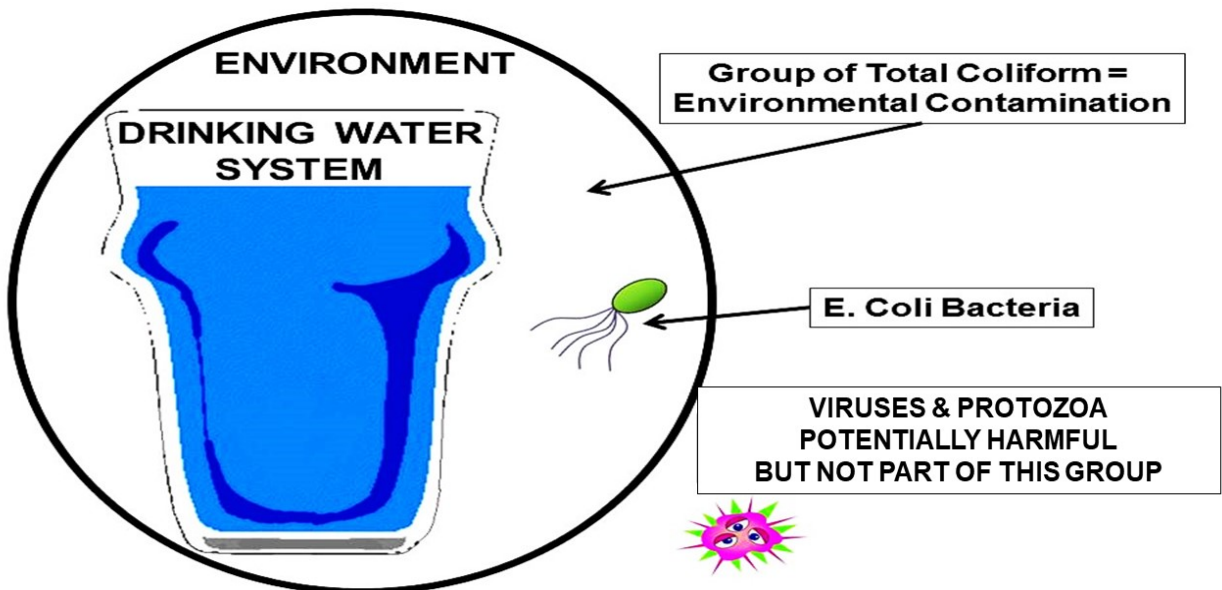 ENVIRONMENT
DRINKING WATER
SYSTEM
Group of Total Coliform =
Environmental Contamination
E. Coli Bacteria
VIRUSES & PROTOZOA
POTENTIALLY HARMFUL
BUT NOT PART OF THIS GROUP